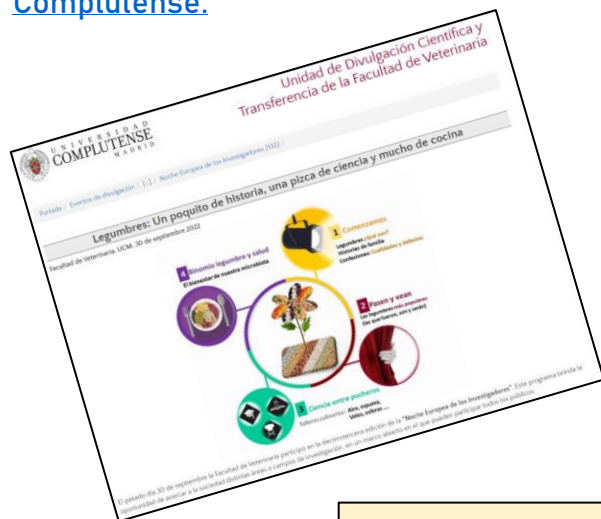 Complutense.
UNIVERSIDAD
COMPLUTENSE
MADRID
Unidad de Divulgación Científica y
Transferencia de la Facultad de Veterinaria
Portada / Eventos de divulgación / [...] / Noche Europea de los Investigadores 2022 /
Legumbres: Un poquito de historia, una pizca de ciencia y mucho de cocina
Facultad de Veterinaria. UCM. 30 de septiembre 2022
1 Comenzamos
Legumbres ¿Qué son?
Historias de familia
Confesiones: Cualidades y defectos
4 Binomio legumbre y salud
El bienestar de nuestra microbiota
2 Pasen y vean
Las legumbres más populares
(las que fueron, son y serán)
3 Ciencia entre pucheros
Talleres culinarios: Aire, espuma,
Velos, esferas ....
El pasado día 30 de septiembre la Facultad de Veterinaria participó en la decimotercera edición de la "Noche Europea de los Investigadores". Este programa brinda la
oportunidad de acercar a la sociedad distintas áreas o campos de investigación, en un marco abierto en el que pueden participar todos los públicos.